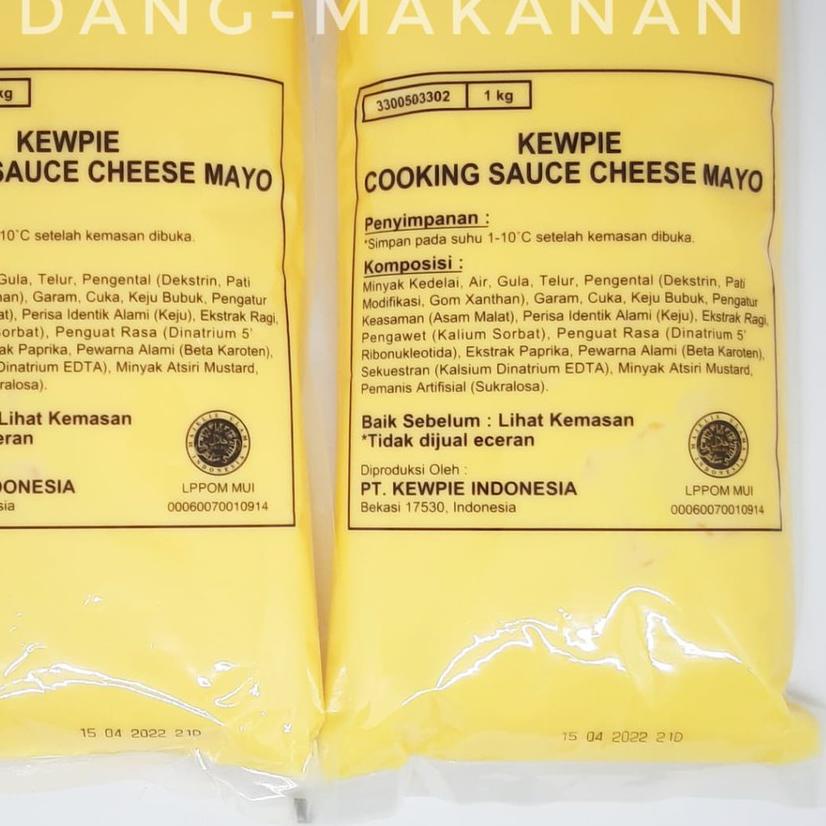 DANG-MAKANAN
kg
KEWPIE
SAUCE CHEESE MAYO
10°C setelah kemasan dibuka.
Gula, Telur, Pengental (Dekstrin, Pati
Garam, Cuka, Keju Bubuk, Pengatur
Perisa Identik Alami (Keju), Ekstrak Ragi,
Penguat Rasa (Dinatrium 5'
Paprika, Pewarna Alami (Beta Karoten),
Dinatrium EDTA), Minyak Atsiri Mustard,
Lihat Kemasan
LPPOM MUI
00060070010914
15 04 2022 21D
3300503302 1 kg
KEWPIE
COOKING SAUCE CHEESE MAYO
Penyimpanan :
*Simpan pada suhu 1-10°C setelah kemasan dibuka.
Komposisi :
Minyak Kedelai, Air, Gula, Telur, Pengental (Dekstrin, Pati
Modifikasi, Gom Xanthan), Garam, Cuka, Keju Bubuk, Pengatur
Keasaman (Asam Malat), Perisa Identik Alami (Keju), Ekstrak Ragi,
Pengawet (Kalium Sorbat), Penguat Rasa (Dinatrium 5'
Ribonukleotida), Ekstrak Paprika, Pewarna Alami (Beta Karoten),
Sekuestran (Kalsium Dinatrium EDTA), Minyak Atsiri Mustard,
Pemanis Artifisial (Sukralosa).
Baik Sebelum : Lihat Kemasan
*Tidak dijual eceran
Diproduksi Oleh :
PT. KEWPIE INDONESIA
Bekasi 17530, Indonesia
MAJELIS ULAMA INDONESIA
LPPOM MUI
00060070010914
15 04 2022 21D